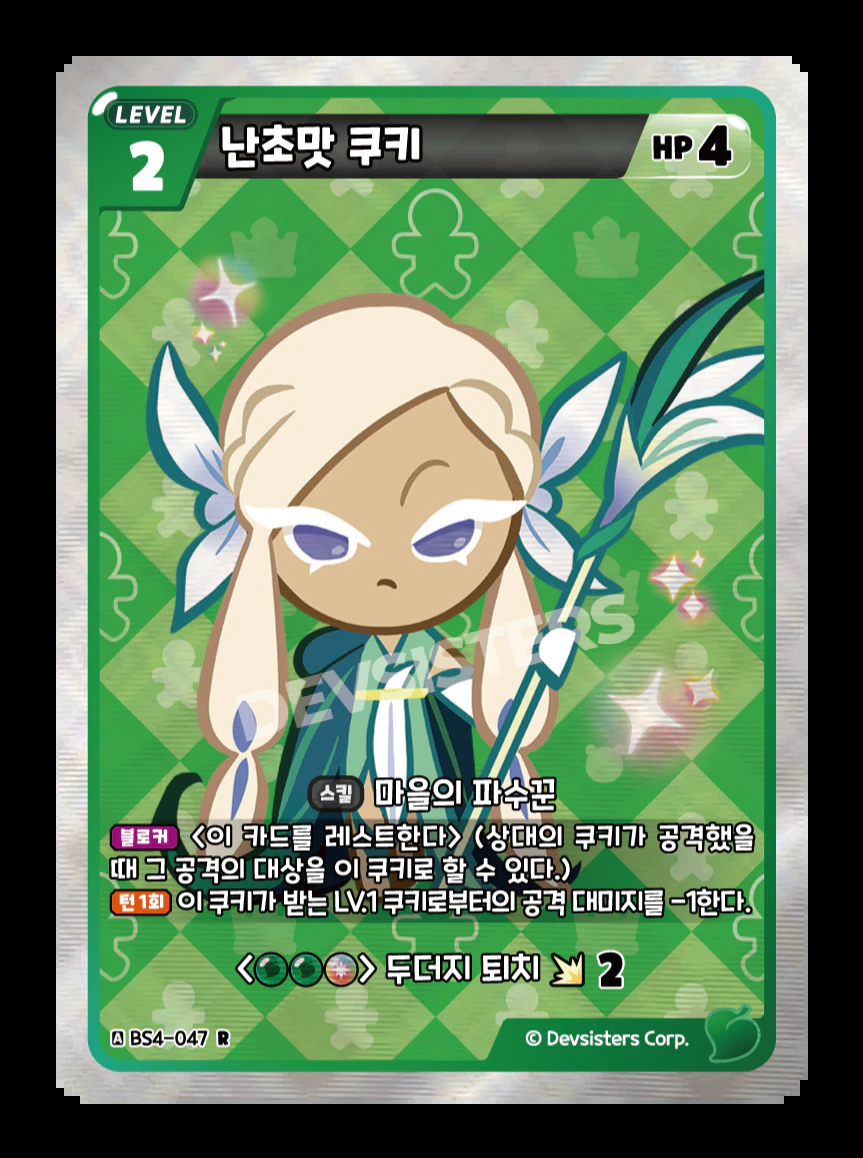 LEVEL
2
난초맛 쿠키
HP 4
DEVSISTERS
스킬 마을의 파수꾼
블로커 <이 카드를 레스트한다> (상대의 쿠키가 공격했을
때 그 공격의 대상을 이 쿠키로 할 수 있다.)
턴 1회 이 쿠키가 받는 LV.1 쿠키로부터의 공격 대미지를 -1한다.
< > 두더지 퇴치 2
A BS4-047 R
© Devsisters Corp.